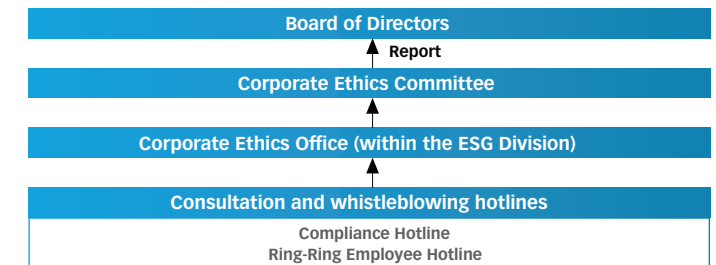 Board of Directors
Report
Corporate Ethics Committee
Corporate Ethics Office (within the ESG Division)
Consultation and whistleblowing hotlines
Compliance Hotline
Ring-Ring Employee Hotline